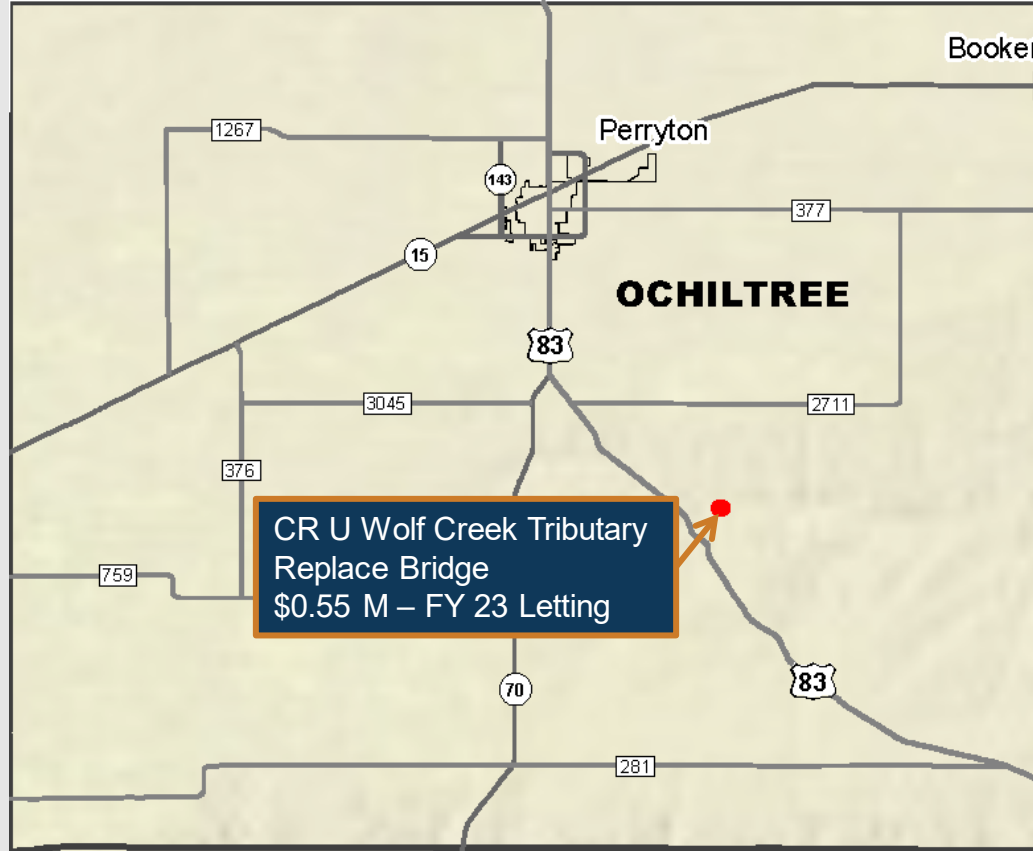 Booker
1267
Perryton
143
377
15
OCHILTREE
83
3045
2711
376
CR U Wolf Creek Tributary
Replace Bridge
$0.55 M – FY 23 Letting
759
83
70
281